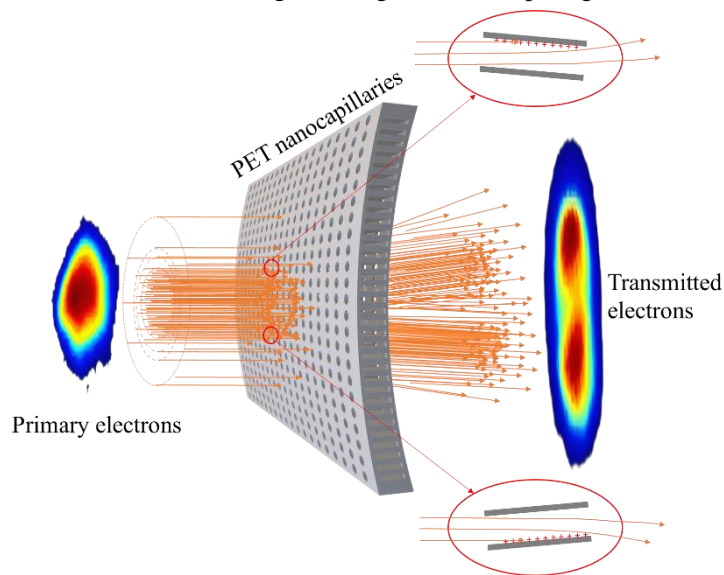 PET nanocapillaries
Primary electrons
Transmitted
electrons